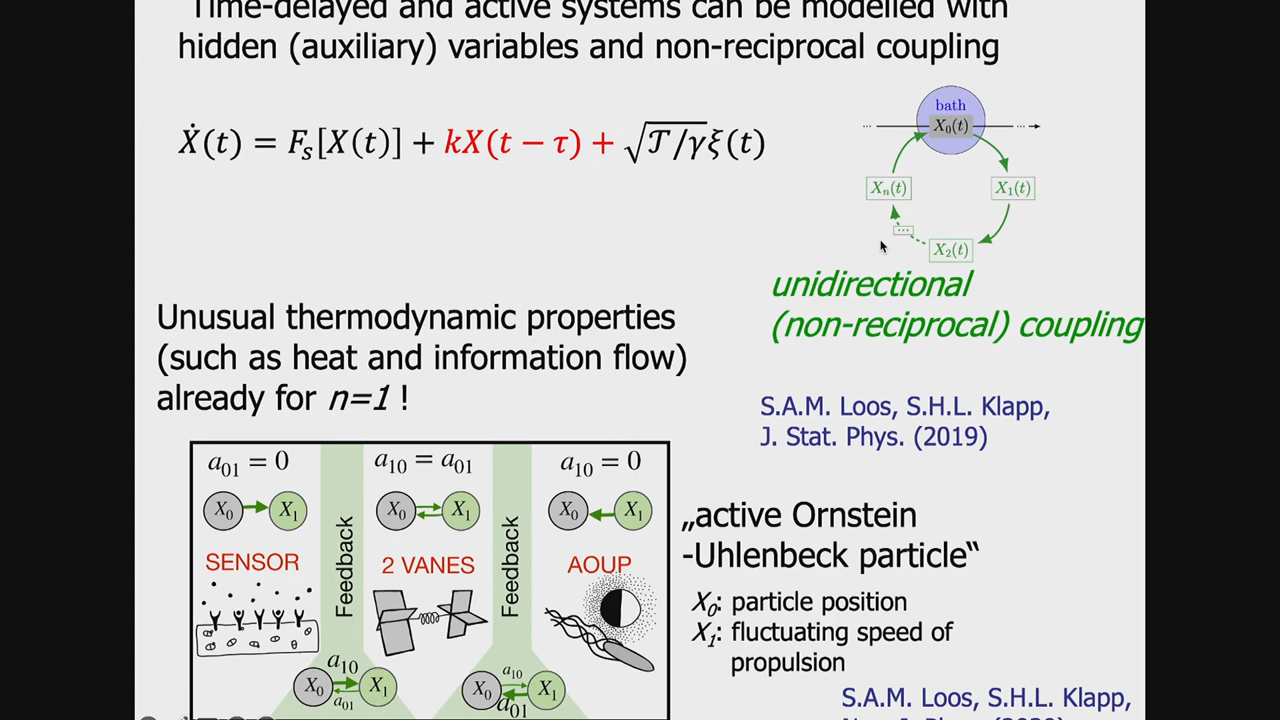 Time-delayed and active systems can be modelled with
hidden (auxiliary) variables and non-reciprocal coupling
Ẋ(t) = Fₛ[X(t)] + kX(t − τ) + √(𝒯/γ)ξ(t)
bath
X₀(t)
Xₙ(t)
X₁(t)
...
X₂(t)
unidirectional
(non-reciprocal) coupling
Unusual thermodynamic properties
(such as heat and information flow)
already for n=1 !
S.A.M. Loos, S.H.L. Klapp,
J. Stat. Phys. (2019)
a₀₁ = 0
a₁₀ = a₀₁
a₁₀ = 0
X₀ X₁
X₀ X₁
X₀ X₁
Feedback
Feedback
SENSOR
2 VANES
AOUP
a₁₀
X₀ X₁
a₀₁
a₁₀
X₀ X₁
a₀₁
„active Ornstein
-Uhlenbeck particle“
X₀: particle position
X₁: fluctuating speed of
propulsion
S.A.M. Loos, S.H.L. Klapp,